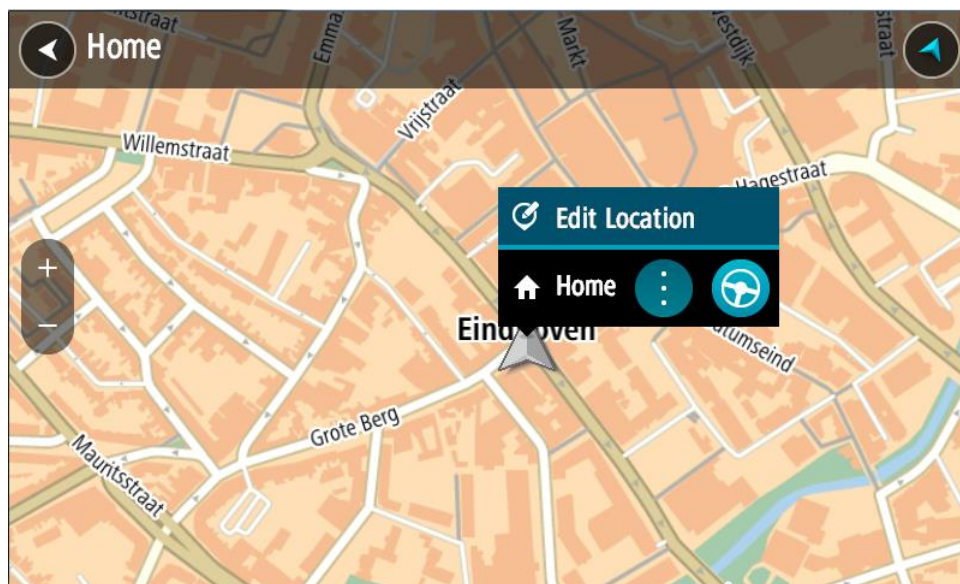 Home
Emma
Markt
Vrijstraat
Willemstraat
Hagestraat
Edit Location
Home
Grote Berg
Mauritsstraat
+
−